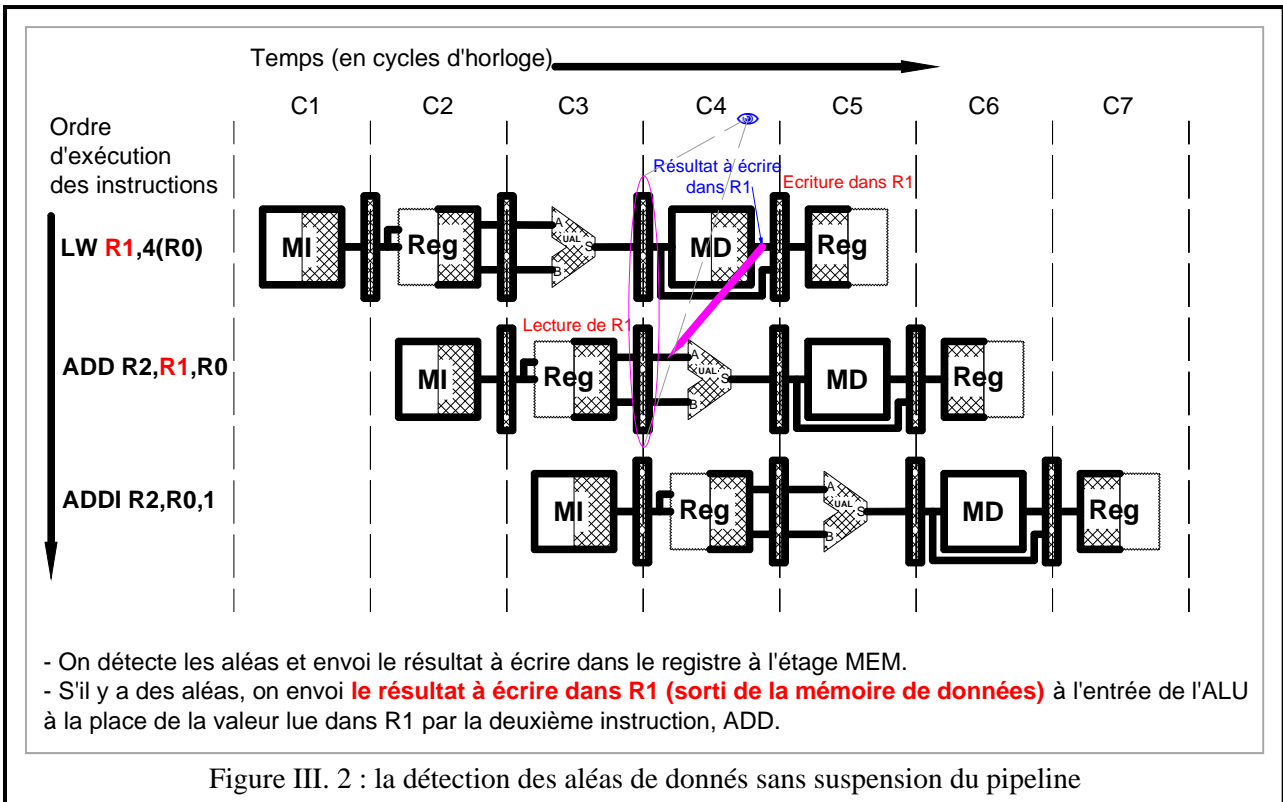 Temps (en cycles d'horloge)
C1 C2 C3 C4 C5 C6 C7
Ordre
d'exécution
des instructions
Résultat à écrire
dans R1
Ecriture dans R1
LW R1,4(R0)
MI Reg A UAL S B MD Reg
Lecture de R1
ADD R2,R1,R0
MI Reg A UAL S B MD Reg
ADDI R2,R0,1
MI Reg A UAL S B MD Reg
- On détecte les aléas et envoi le résultat à écrire dans le registre à l'étage MEM.
- S'il y a des aléas, on envoi le résultat à écrire dans R1 (sorti de la mémoire de données) à l'entrée de l'ALU
à la place de la valeur lue dans R1 par la deuxième instruction, ADD.
Figure III. 2 : la détection des aléas de donnés sans suspension du pipeline